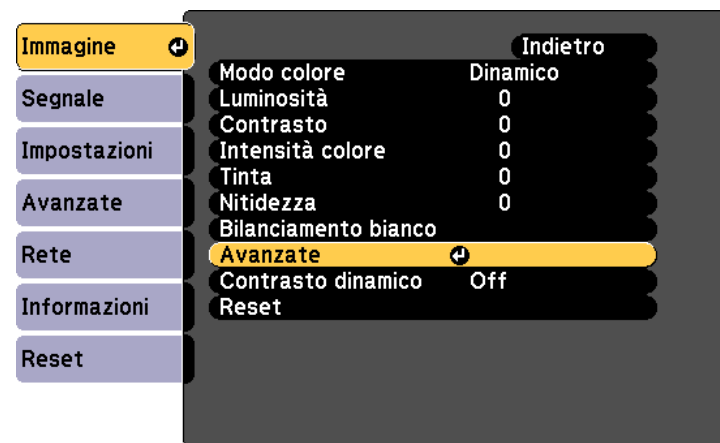 Immagine
Segnale
Impostazioni
Avanzate
Rete
Informazioni
Reset
Indietro
Modo colore Dinamico
Luminosità 0
Contrasto 0
Intensità colore 0
Tinta 0
Nitidezza 0
Bilanciamento bianco
Avanzate
Contrasto dinamico Off
Reset